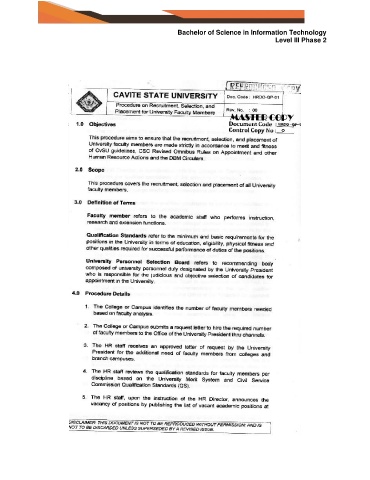 Bachelor of Science in Information Technology
Level III Phase 2
CAVITE STATE UNIVERSITY
Doc. Code : HRDO-QP-01
Procedure on Recruitment, Selection, and
Placement for University Faculty Members
Rev. No. : 00
MASTER COPY
Document Code :
Control Copy No : 0
1.0 Objectives
This procedure aims to ensure that the recruitment, selection, and placement of
University faculty members are made strictly in accordance to merit and fitness
of CvSU guidelines, CSC Revised Omnibus Rules on Appointment and other
Human Resource Actions and the DBM Circulars.
2.0 Scope
This procedure covers the recruitment, selection and placement of all University
faculty members.
3.0 Definition of Terms
Faculty member refers to the academic staff who performs instruction,
research and extension functions.
Qualification Standards refer to the minimum and basic requirements for the
positions in the University in terms of education, eligibility, physical fitness and
other qualities required for successful performance of duties of the positions.
University Personnel Selection Board refers to recommending body
composed of university personnel duly designated by the University President
who is responsible for the judicious and objective selection of candidates for
appointment in the University.
4.0 Procedure Details
1. The College or Campus identifies the number of faculty members needed
based on faculty analysis.
2. The College or Campus submits a request letter to hire the required number
of faculty members to the Office of the University President thru channels.
3. The HR staff receives an approved letter of request by the University
President for the additional need of faculty members from colleges and
branch campuses.
4. The HR staff reviews the qualification standards for faculty members per
discipline based on the University Merit System and Civil Service
Commission Qualification Standards (QS).
5. The HR staff, upon the instruction of the HR Director, announces the
vacancy of positions by publishing the list of vacant academic positions at
DISCLAIMER: THIS DOCUMENT IS NOT TO BE REPRODUCED WITHOUT PERMISSION AND IS
NOT TO BE DISCARDED UNLESS SUPERSEDED BY A REVISED ISSUE.